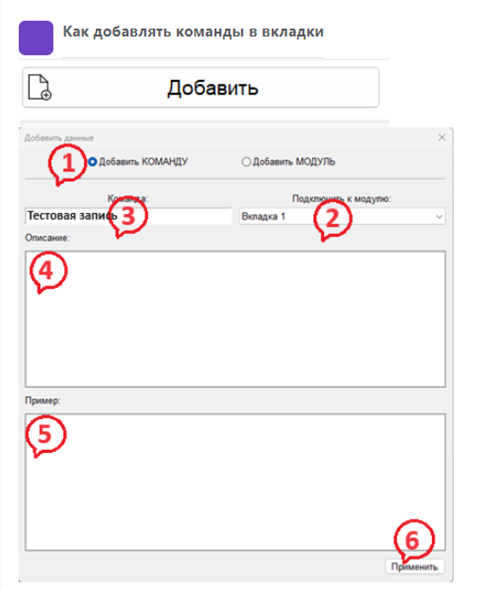 Как добавлять команды в вкладки
Добавить
Добавить данные
1
Добавить КОМАНДУ
Добавить МОДУЛЬ
Команда:
Подключить к модулю:
Тестовая запись
3
Вкладка 1
2
Описание:
4
Пример:
5
6
Применить